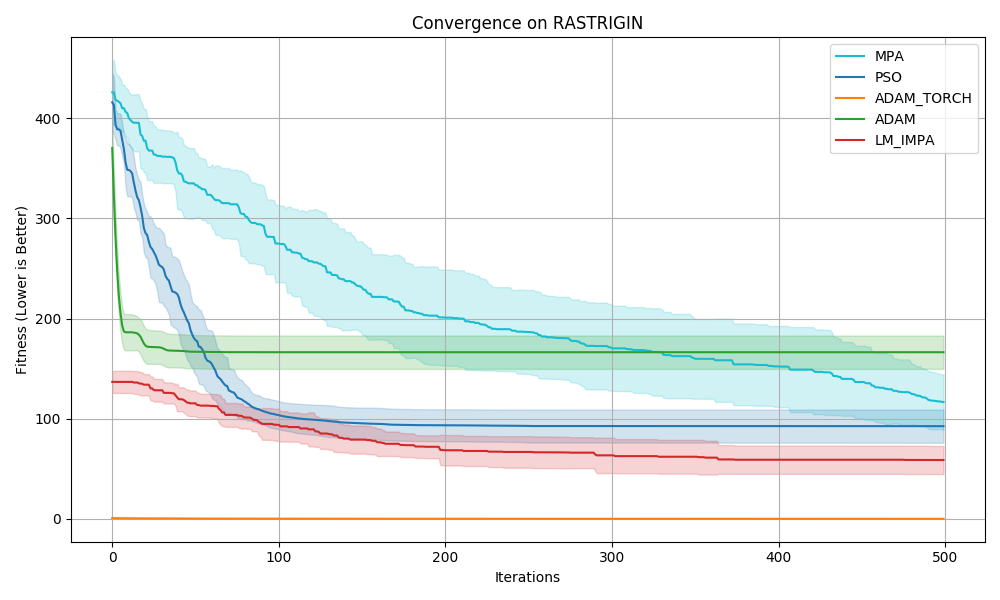 Convergence on RASTRIGIN
MPA
PSO
ADAM_TORCH
ADAM
LM_IMPA
Fitness (Lower is Better)
400
300
200
100
0
0 100 200 300 400 500
Iterations